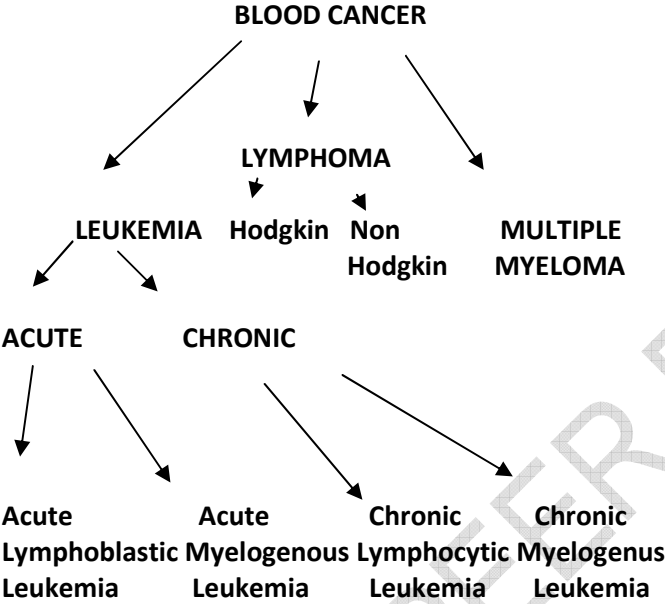 BLOOD CANCER
LYMPHOMA
LEUKEMIA Hodgkin Non MULTIPLE
Hodgkin MYELOMA
ACUTE CHRONIC
Acute Acute Chronic Chronic
Lymphoblastic Myelogenous Lymphocytic Myelogenus
Leukemia Leukemia Leukemia Leukemia